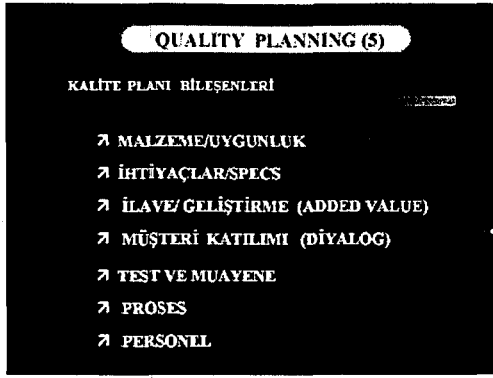 QUALITY PLANNING (5)
KALİTE PLANI BİLEŞENLERİ
MALZEME/UYGUNLUK
İHTİYAÇLAR/SPECS
İLAVE/ GELİŞTİRME (ADDED VALUE)
MÜŞTERİ KATILIMI (DİYALOG)
TEST VE MUAYENE
PROSES
PERSONEL